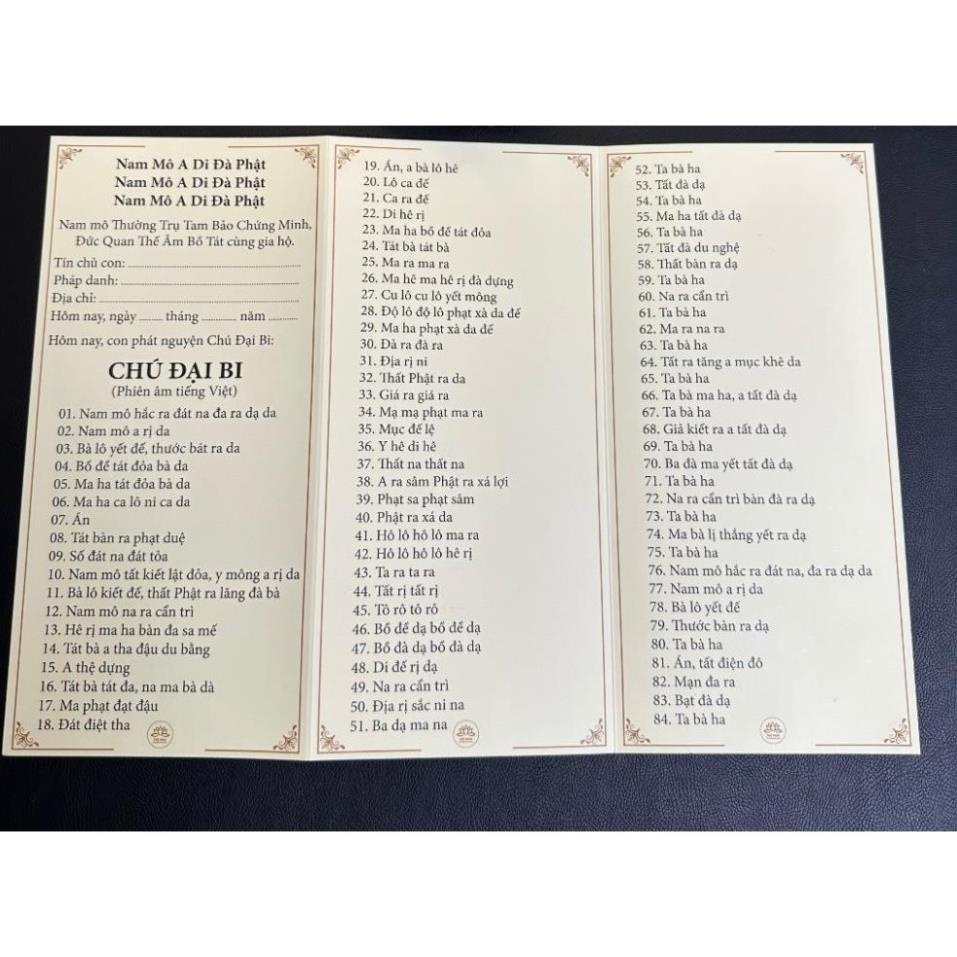 Nam Mô A Di Đà Phật
Nam Mô A Di Đà Phật
Nam Mô A Di Đà Phật
Nam mô Thường Trụ Tam Bảo Chứng Minh,
Đức Quan Thế Âm Bồ Tát cùng gia hộ.
Tín chủ con:
Pháp danh:
Địa chỉ:
Hôm nay, ngày ........ tháng ............ năm ..........
Hôm nay, con phát nguyện Chú Đại Bi:
CHÚ ĐẠI BI
(Phiên âm tiếng Việt)
01. Nam mô hắc ra đát na đa ra dạ da
02. Nam mô a rị da
03. Bà lô yết đế, thước bát ra da
04. Bồ đề tát đỏa bà da
05. Ma ha tát đỏa bà da
06. Ma ha ca lô ni ca da
07. Án
08. Tát bàn ra phạt duệ
09. Số đát na đát tỏa
10. Nam mô tất kiết lật đỏa, y mông a rị da
11. Bà lô kiết đế, thất Phật ra lăng đà bà
12. Nam mô na ra cẩn trì
13. Hê rị ma ha bàn đa sa mế
14. Tát bà a tha đậu du bằng
15. A thệ dựng
16. Tát bà tát đa, na ma bà dà
17. Ma phạt đạt đậu
18. Đát điệt tha
19. Án, a bà lô hê
20. Lô ca đế
21. Ca ra đế
22. Di hê rị
23. Ma ha bồ đề tát đỏa
24. Tát bà tát bà
25. Ma ra ma ra
26. Ma hê ma hê rị đà dựng
27. Cu lô cu lô yết mông
28. Độ lô độ lô phạt xà da đế
29. Ma ha phạt xà da đế
30. Đà ra đà ra
31. Địa rị ni
32. Thất Phật ra da
33. Giá ra giá ra
34. Mạ mạ phạt ma ra
35. Mục đế lệ
36. Y hê di hê
37. Thất na thất na
38. A ra sâm Phật ra xá lợi
39. Phạt sa phạt sâm
40. Phật ra xá da
41. Hô lô hô lô ma ra
42. Hô lô hô lô hê rị
43. Ta ra ta ra
44. Tất rị tất rị
45. Tô rô tô rô
46. Bồ đề dạ bồ đề dạ
47. Bồ đà dạ bồ đà dạ
48. Di đế rị dạ
49. Na ra cẩn trì
50. Địa rị sắc ni na
51. Ba dạ ma na
52. Ta bà ha
53. Tất đà dạ
54. Ta bà ha
55. Ma ha tất đà dạ
56. Ta bà ha
57. Tất đà du nghệ
58. Thất bàn ra dạ
59. Ta bà ha
60. Na ra cẩn trì
61. Ta bà ha
62. Ma ra na ra
63. Ta bà ha
64. Tất ra tăng a mục khê da
65. Ta bà ha
66. Ta bà ma ha, a tất đà dạ
67. Ta bà ha
68. Giả kiết ra a tất đà dạ
69. Ta bà ha
70. Ba đà ma yết tất đà dạ
71. Ta bà ha
72. Na ra cẩn trì bàn đà ra dạ
73. Ta bà ha
74. Ma bà lị thắng yết ra dạ
75. Ta bà ha
76. Nam mô hắc ra đát na, đa ra dạ da
77. Nam mô a rị da
78. Bà lô yết đế
79. Thước bàn ra dạ
80. Ta bà ha
81. Án, tất điện đô
82. Mạn đa ra
83. Bạt đà dạ
84. Ta bà ha